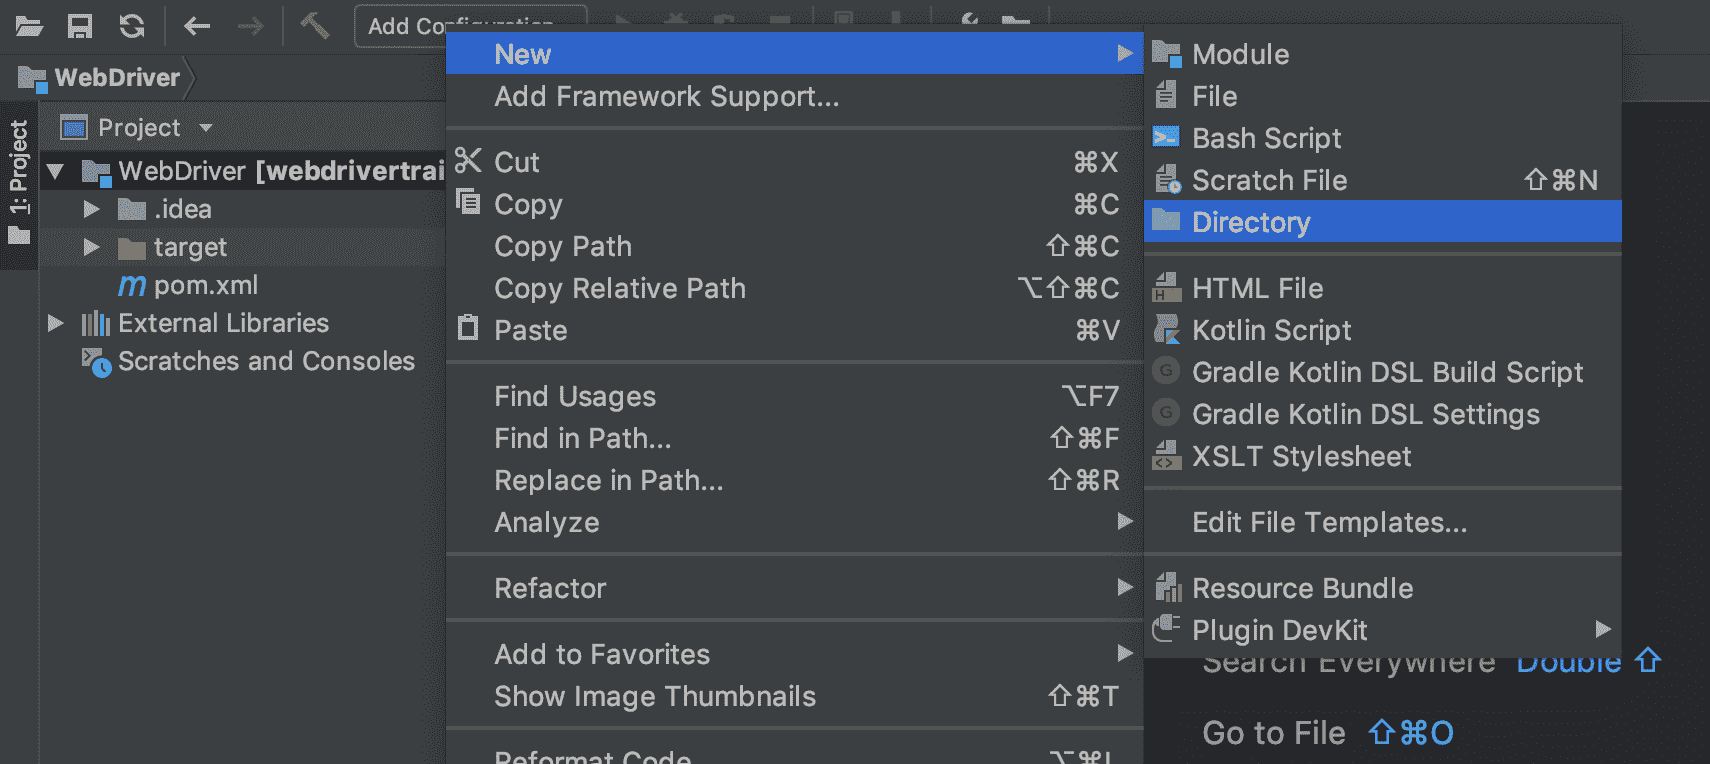 Add Configuration...
WebDriver
1: Project
Project
WebDriver [webdrivertrai
.idea
target
pom.xml
External Libraries
Scratches and Consoles
New
Add Framework Support...
Cut ⌘X
Copy ⌘C
Copy Path ⇧⌘C
Copy Relative Path ⌥⇧⌘C
Paste ⌘V
Find Usages ⌥F7
Find in Path... ⇧⌘F
Replace in Path... ⇧⌘R
Analyze
Refactor
Add to Favorites
Show Image Thumbnails ⇧⌘T
Reformat Code ⌥⌘L
Module
File
Bash Script
Scratch File ⇧⌘N
Directory
HTML File
Kotlin Script
Gradle Kotlin DSL Build Script
Gradle Kotlin DSL Settings
XSLT Stylesheet
Edit File Templates...
Resource Bundle
Plugin DevKit
Search Everywhere Double ⇧
Go to File ⇧⌘O